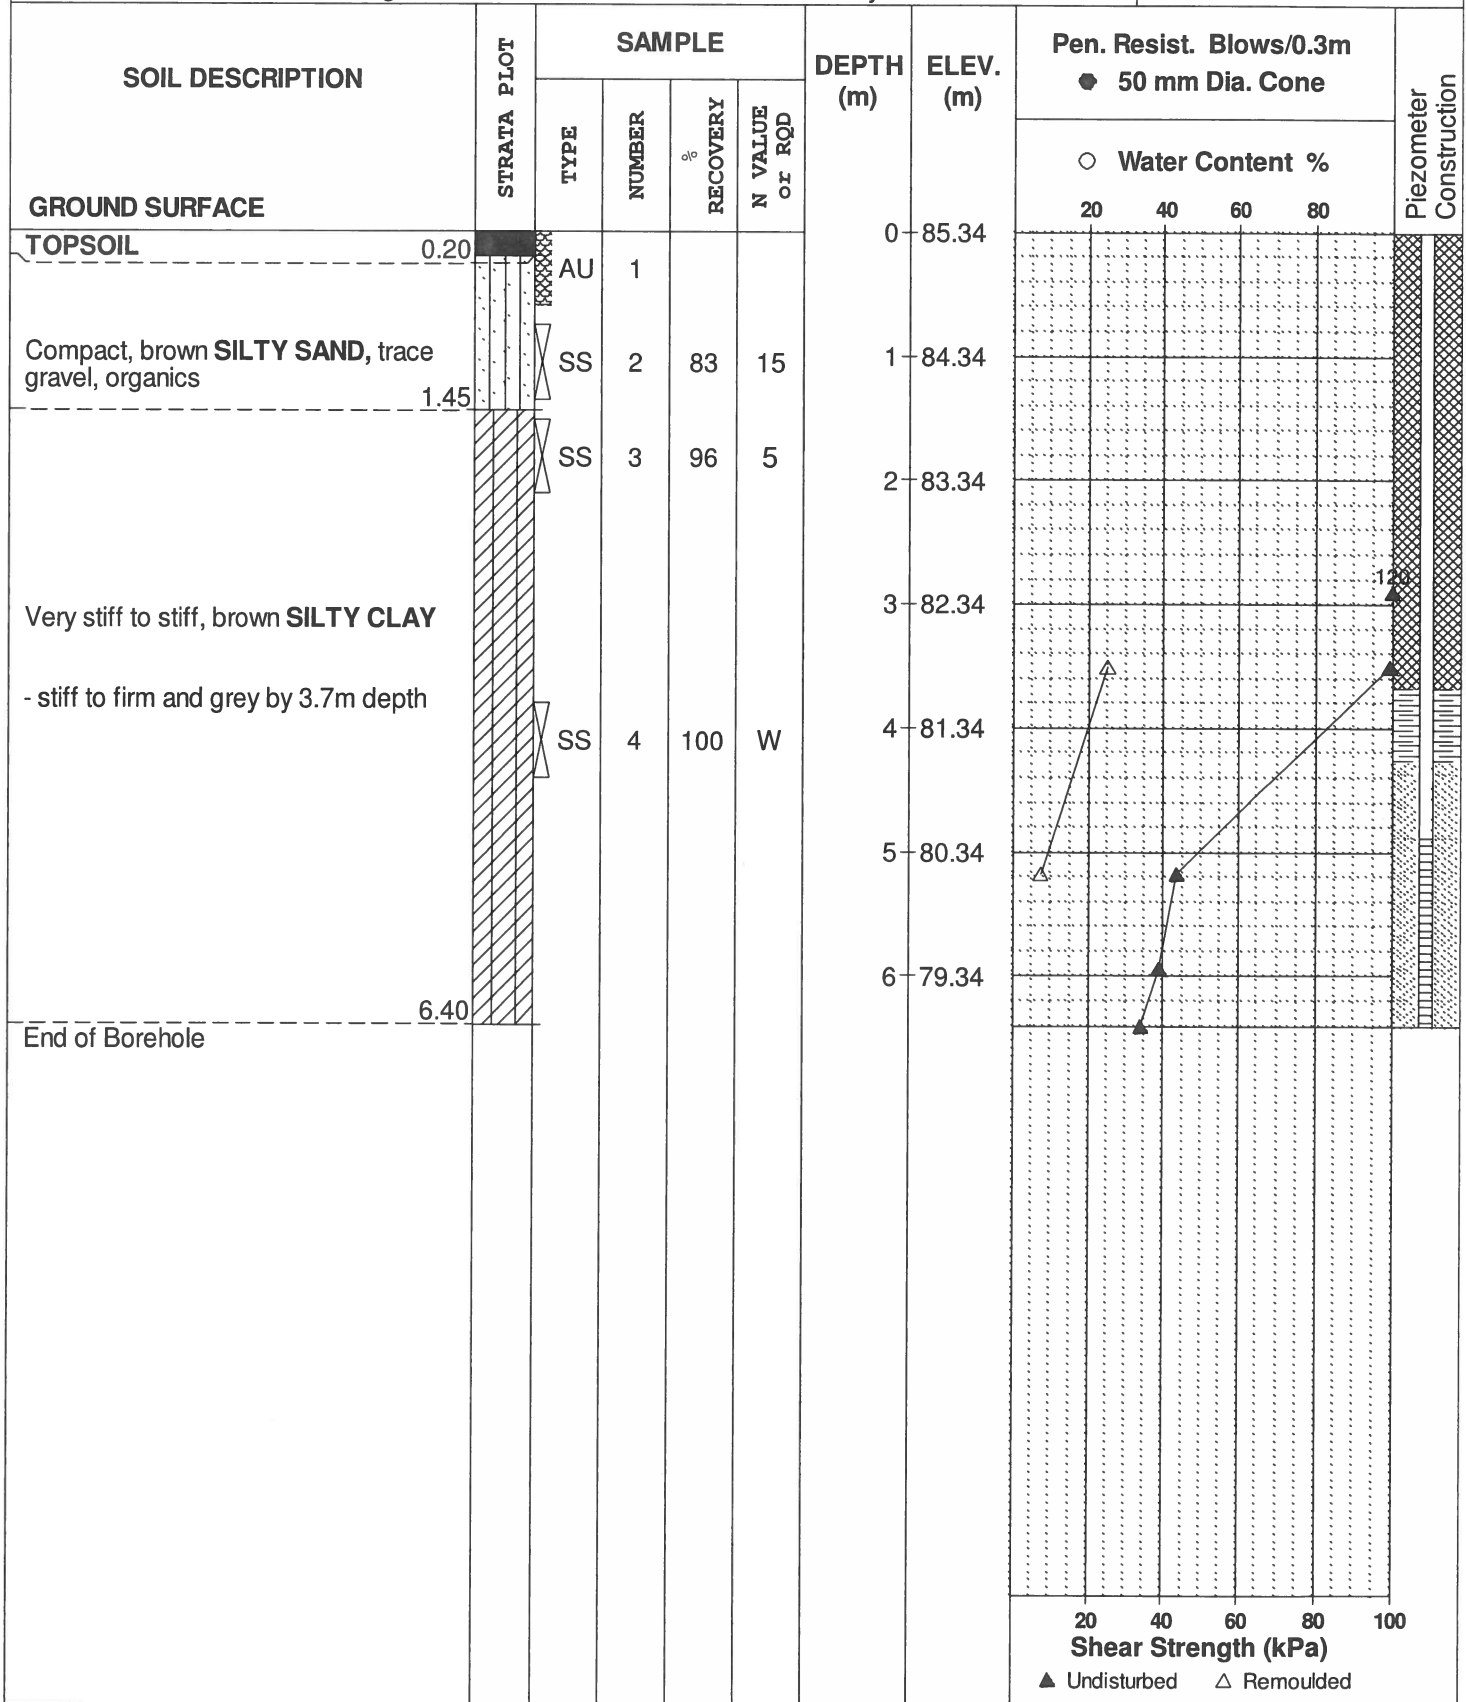 SOIL DESCRIPTION
GROUND SURFACE
STRATA PLOT
SAMPLE
TYPE
NUMBER
% RECOVERY
N VALUE or RQD
DEPTH (m)
ELEV. (m)
Pen. Resist. Blows/0.3m
● 50 mm Dia. Cone
○ Water Content %
20 40 60 80
Piezometer Construction
TOPSOIL 0.20
AU 1
0 85.34
Compact, brown SILTY SAND, trace
gravel, organics
1.45
SS 2 83 15
1 84.34
SS 3 96 5
2 83.34
120
3 82.34
Very stiff to stiff, brown SILTY CLAY
- stiff to firm and grey by 3.7m depth
SS 4 100 W
4 81.34
5 80.34
6 79.34
6.40
End of Borehole
20 40 60 80 100
Shear Strength (kPa)
▲ Undisturbed △ Remoulded